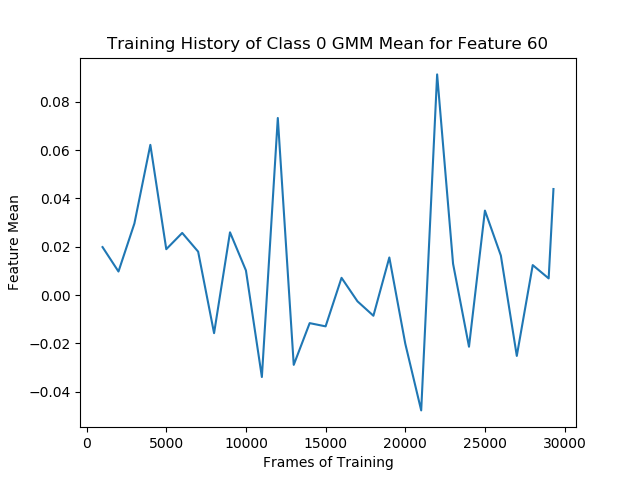 Training History of Class 0 GMM Mean for Feature 60
0.08
0.06
0.04
0.02
0.00
−0.02
−0.04
Feature Mean
0 5000 10000 15000 20000 25000 30000
Frames of Training